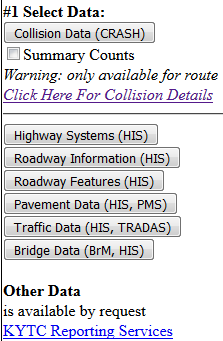 #1 Select Data:
Collision Data (CRASH)
Summary Counts
Warning: only available for route
Click Here For Collision Details
Highway Systems (HIS)
Roadway Information (HIS)
Roadway Features (HIS)
Pavement Data (HIS, PMS)
Traffic Data (HIS, TRADAS)
Bridge Data (BrM, HIS)
Other Data
is available by request
KYTC Reporting Services